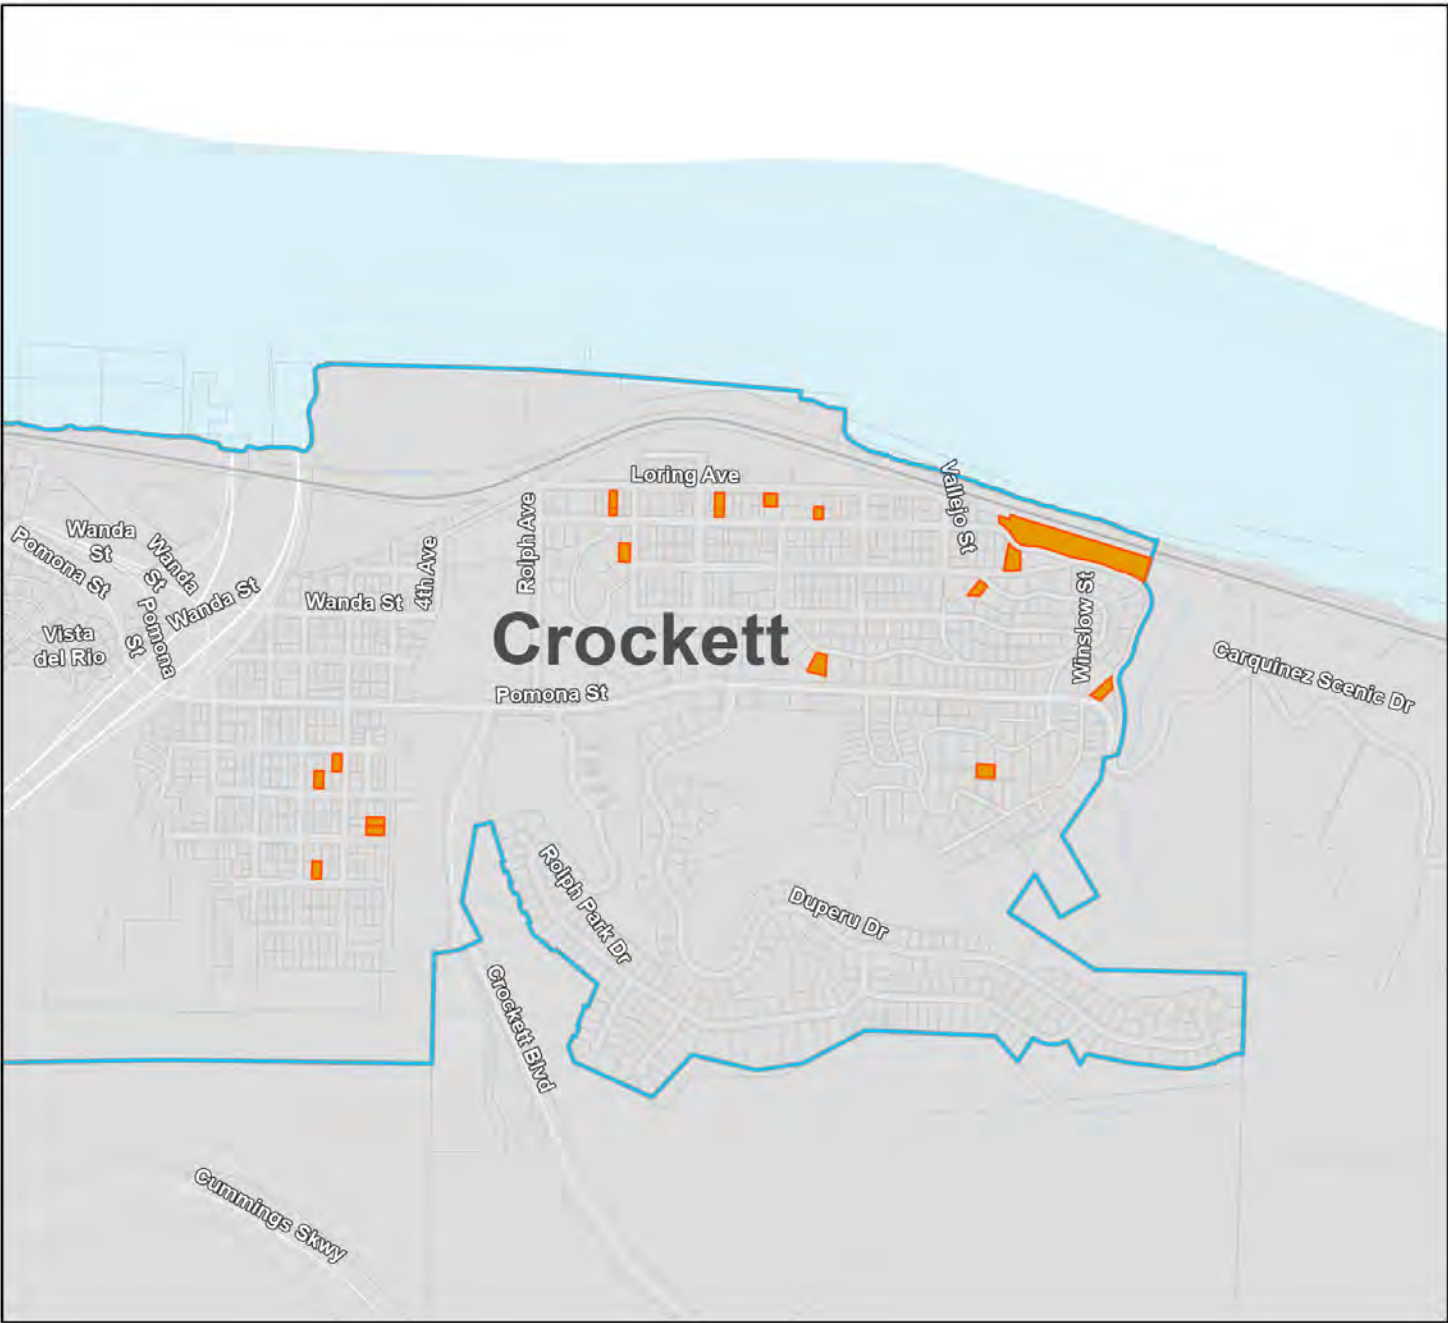 Loring Ave
Vallejo St
Rolph Ave
Wanda
St
Wanda
St
Pomona St
4th Ave
Wanda St
Wanda St
Pomona
St
Vista
del Rio
Crockett
Winslow St
Carquinez Scenic Dr
Pomona St
Rolph Park Dr
Duperu Dr
Crockett Blvd
Cummings Skwy